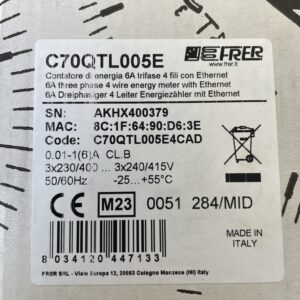 C70QTL005E
FRER
www.frer.it
Contatore di energia 6A trifase 4 fili con Ethernet
6A three phase 4 wire energy meter with Ethernet
6A Dreiphasiger 4 Leiter Energiezähler mit Ethernet
SN: AKHX400379
MAC: 8C:1F:64:90:D6:3E
Code: C70QTL005E4CAD
0.01-1(6)A CL.B
3x230/400 ... 3x240/415V
50/60Hz -25...+55°C
CE M23 0051 284/MID
8 034120 447133
MADE IN
ITALY
FRER SRL - Viale Europa 12, 20093 Cologno Monzese (MI) Italy